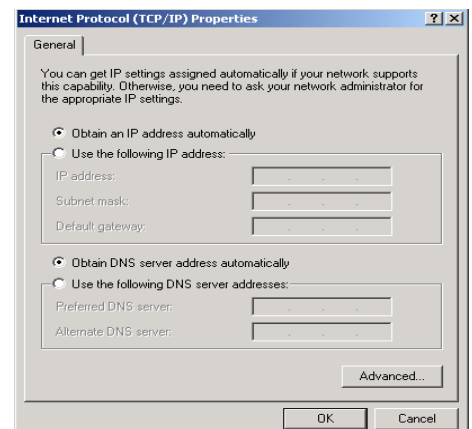 Internet Protocol (TCP/IP) Properties
General
You can get IP settings assigned automatically if your network supports
this capability. Otherwise, you need to ask your network administrator for
the appropriate IP settings.
Obtain an IP address automatically
Use the following IP address:
IP address:
Subnet mask:
Default gateway:
Obtain DNS server address automatically
Use the following DNS server addresses:
Preferred DNS server:
Alternate DNS server:
Advanced...
OK Cancel